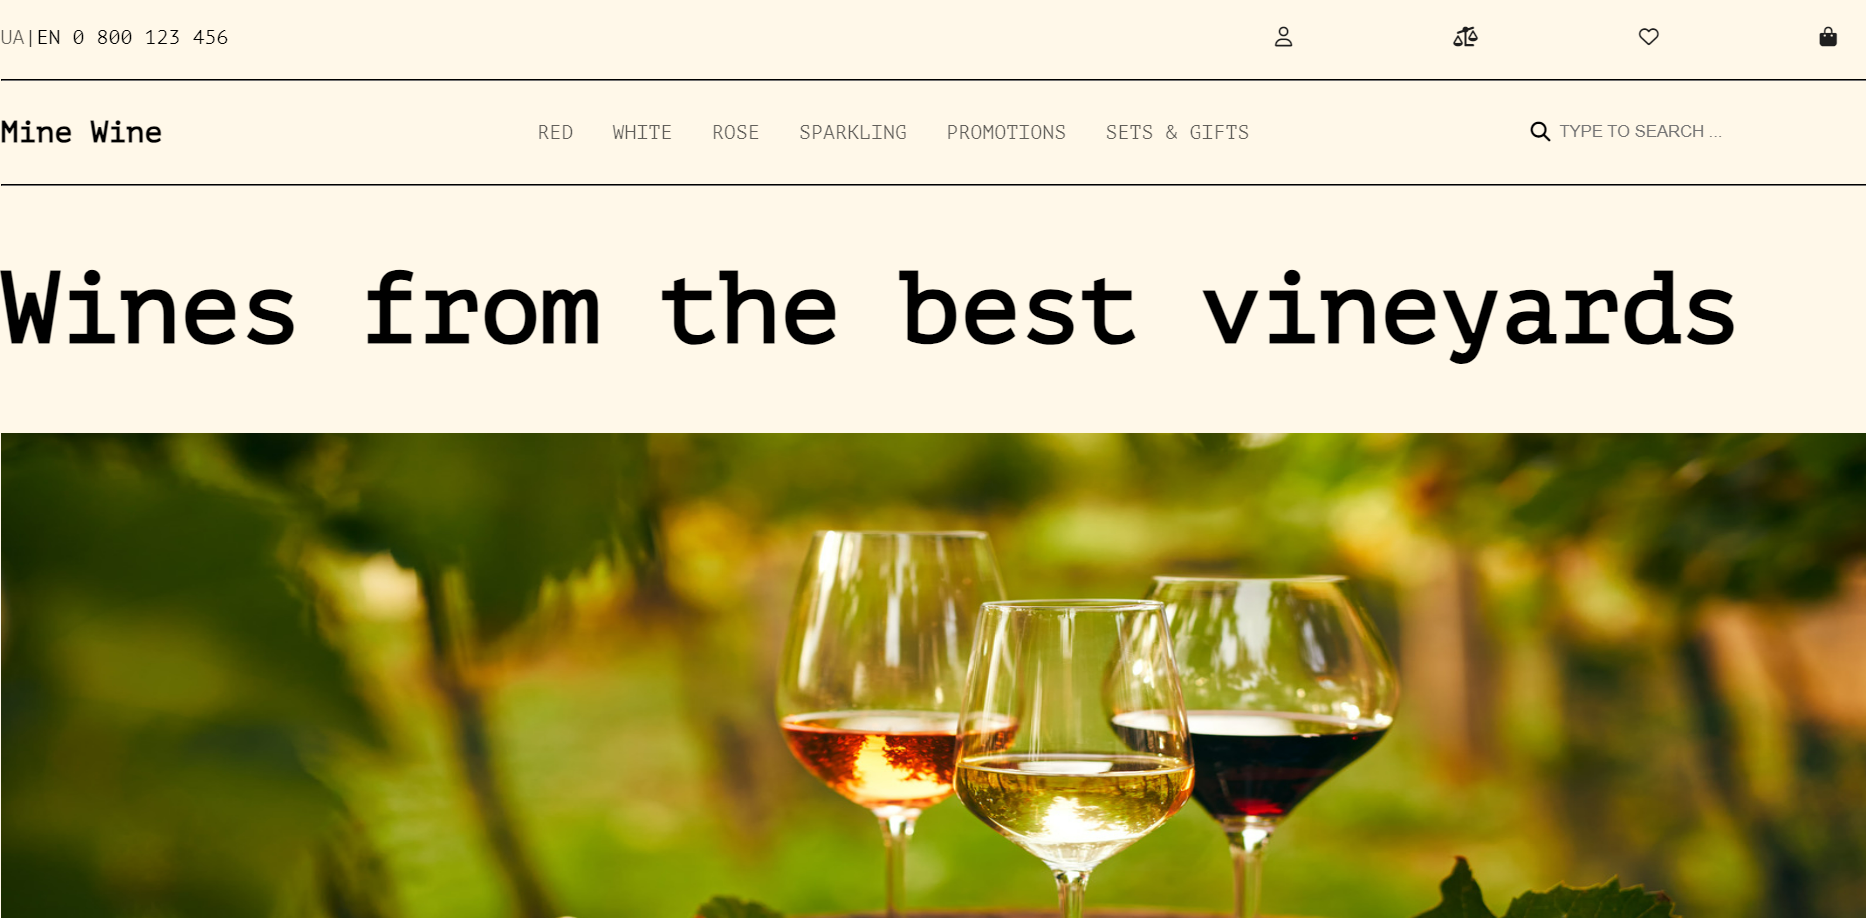 UA|EN 0 800 123 456
Mine Wine
RED WHITE ROSE SPARKLING PROMOTIONS SETS & GIFTS
TYPE TO SEARCH ...
Wines from the best vineyards